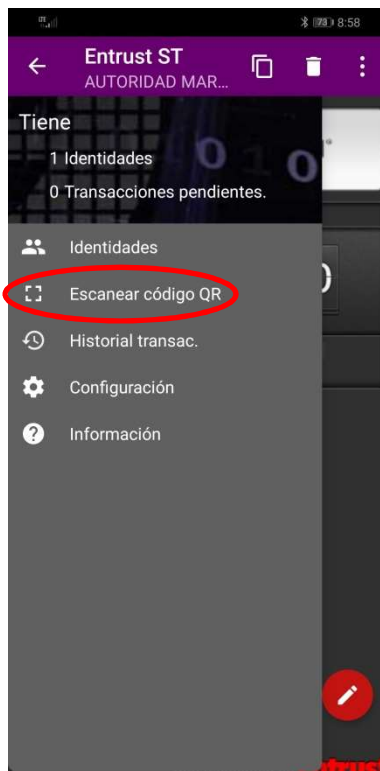 73 8:58
Entrust ST
AUTORIDAD MAR...
Tiene
1 Identidades
0 Transacciones pendientes.
Identidades
Escanear código QR
Historial transac.
Configuración
Información